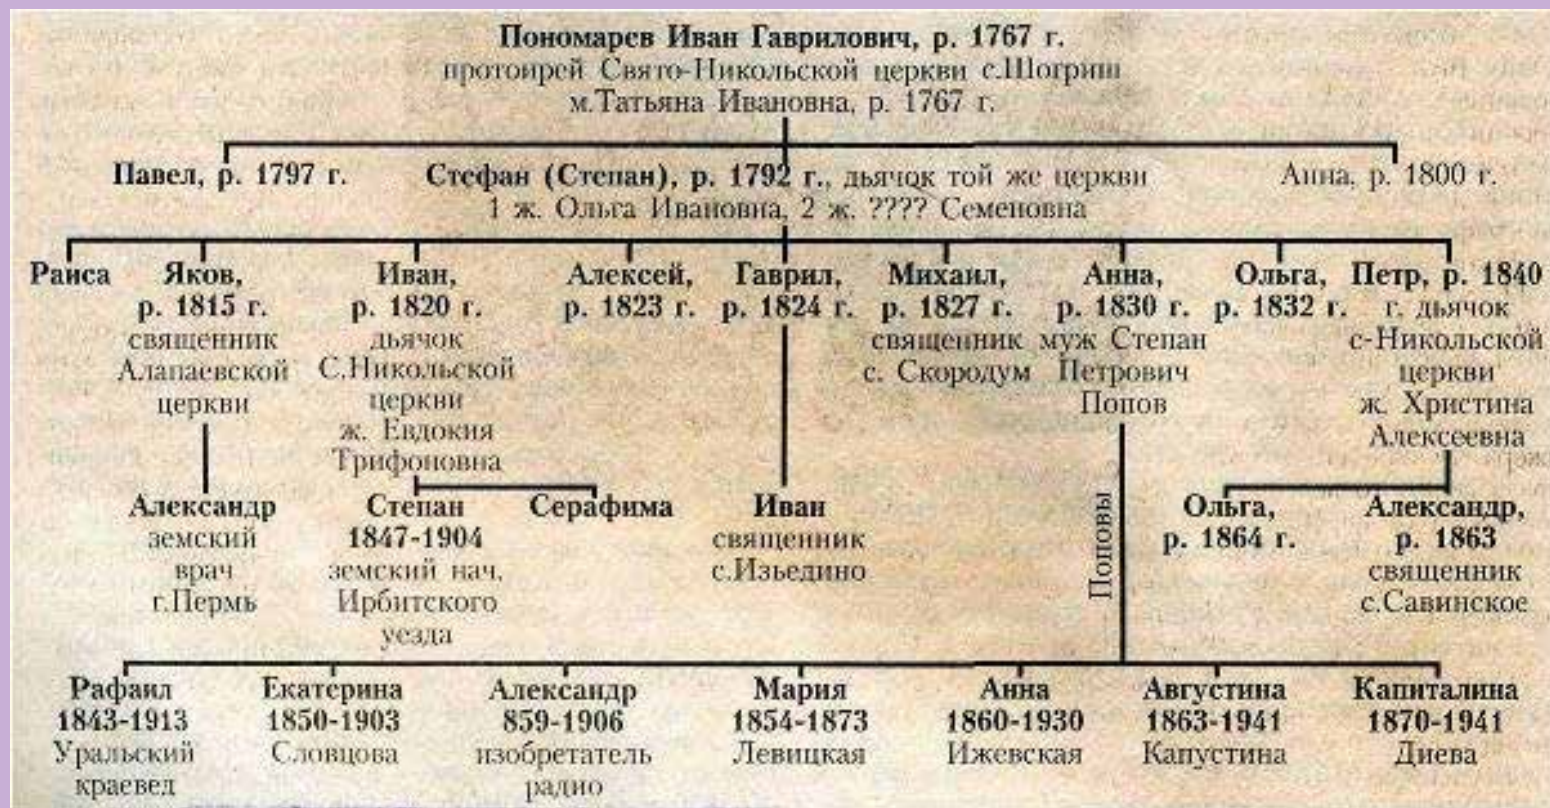 Пономарев Иван Гаврилович, р. 1767 г.
протоирей Свято-Никольской церкви с.Шогриш
м.Татьяна Ивановна, р. 1767 г.
Павел, р. 1797 г.
Стефан (Степан), р. 1792 г., дьячок той же церкви
1 ж. Ольга Ивановна, 2 ж. ???? Семеновна
Анна, р. 1800 г.
Раиса
Яков,
р. 1815 г.
священник
Алапаевской
церкви
Иван,
р. 1820 г.
дьячок
С.Никольской
церкви
ж. Евдокия
Трифоновна
Алексей,
р. 1823 г.
Гаврил,
р. 1824 г.
Михаил,
р. 1827 г.
священник
с. Скородум
Анна,
р. 1830 г.
муж Степан
Петрович
Попов
Ольга,
р. 1832 г.
Петр, р. 1840
г. дьячок
с-Никольской
церкви
ж. Христина
Алексеевна
Александр
земский
врач
г.Пермь
Степан
1847-1904
земский нач.
Ирбитского
уезда
Серафима
Иван
священник
с.Изьедино
Поповы
Ольга,
р. 1864 г.
Александр,
р. 1863
священник
с.Савинское
Рафаил
1843-1913
Уральский
краевед
Екатерина
1850-1903
Словцова
Александр
859-1906
изобретатель
радио
Мария
1854-1873
Левицкая
Анна
1860-1930
Ижевская
Августина
1863-1941
Капустина
Капиталина
1870-1941
Диева